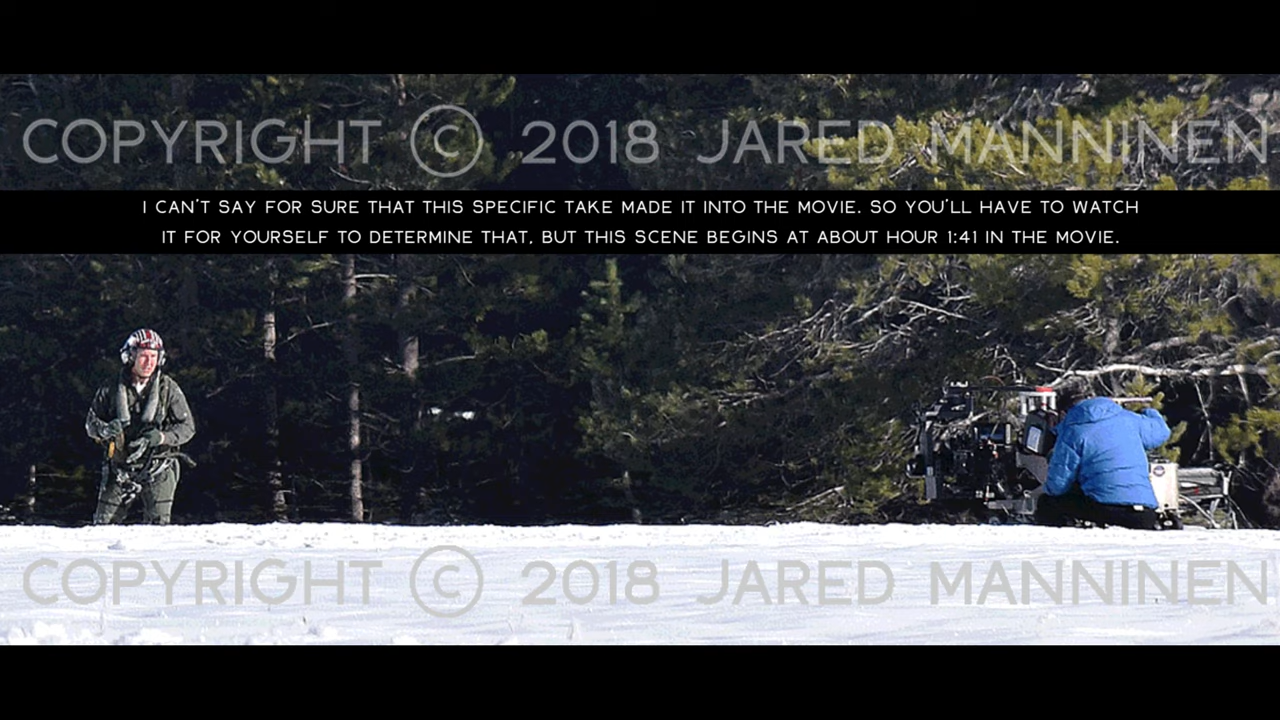 COPYRIGHT © 2018 JARED MANNINEN
I CAN'T SAY FOR SURE THAT THIS SPECIFIC TAKE MADE IT INTO THE MOVIE. SO YOU'LL HAVE TO WATCH
IT FOR YOURSELF TO DETERMINE THAT, BUT THIS SCENE BEGINS AT ABOUT HOUR 1:41 IN THE MOVIE.
COPYRIGHT © 2018 JARED MANNINEN